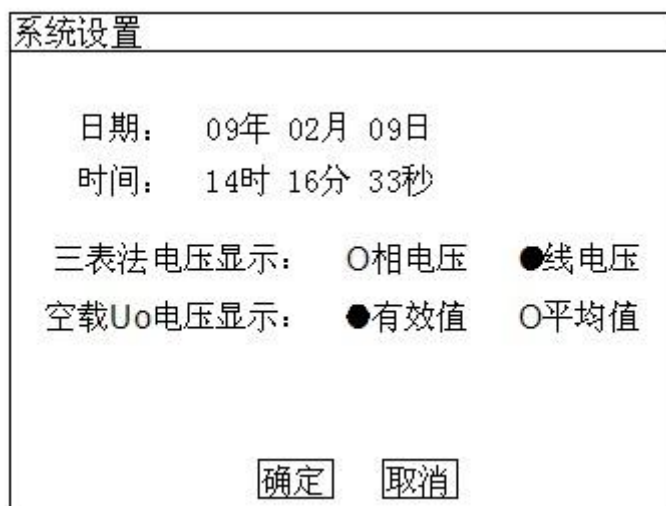 系统设置
日期： 09年 02月 09日
时间： 14时 16分 33秒
三表法电压显示： O相电压 ●线电压
空载Uo电压显示： ●有效值 O平均值
确定 取消